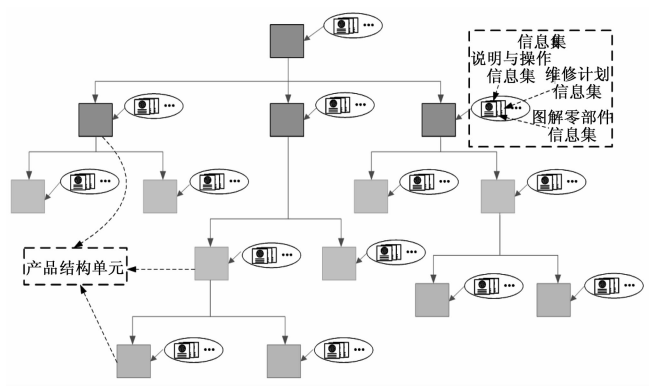 信息集
说明与操作
信息集
维修计划
信息集
图解零部件
信息集
产品结构单元